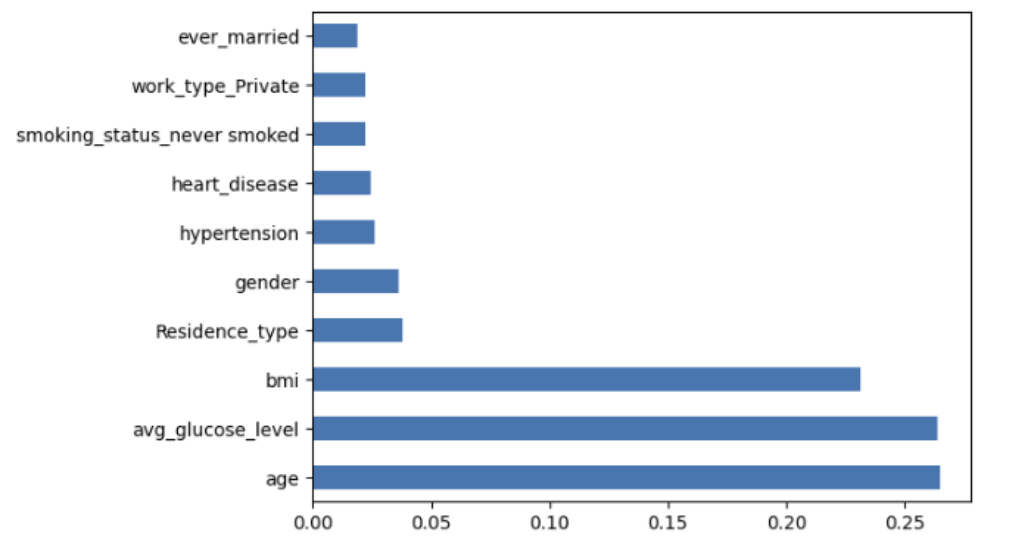 ever_married
work_type_Private
smoking_status_never smoked
heart_disease
hypertension
gender
Residence_type
bmi
avg_glucose_level
age
0.00 0.05 0.10 0.15 0.20 0.25